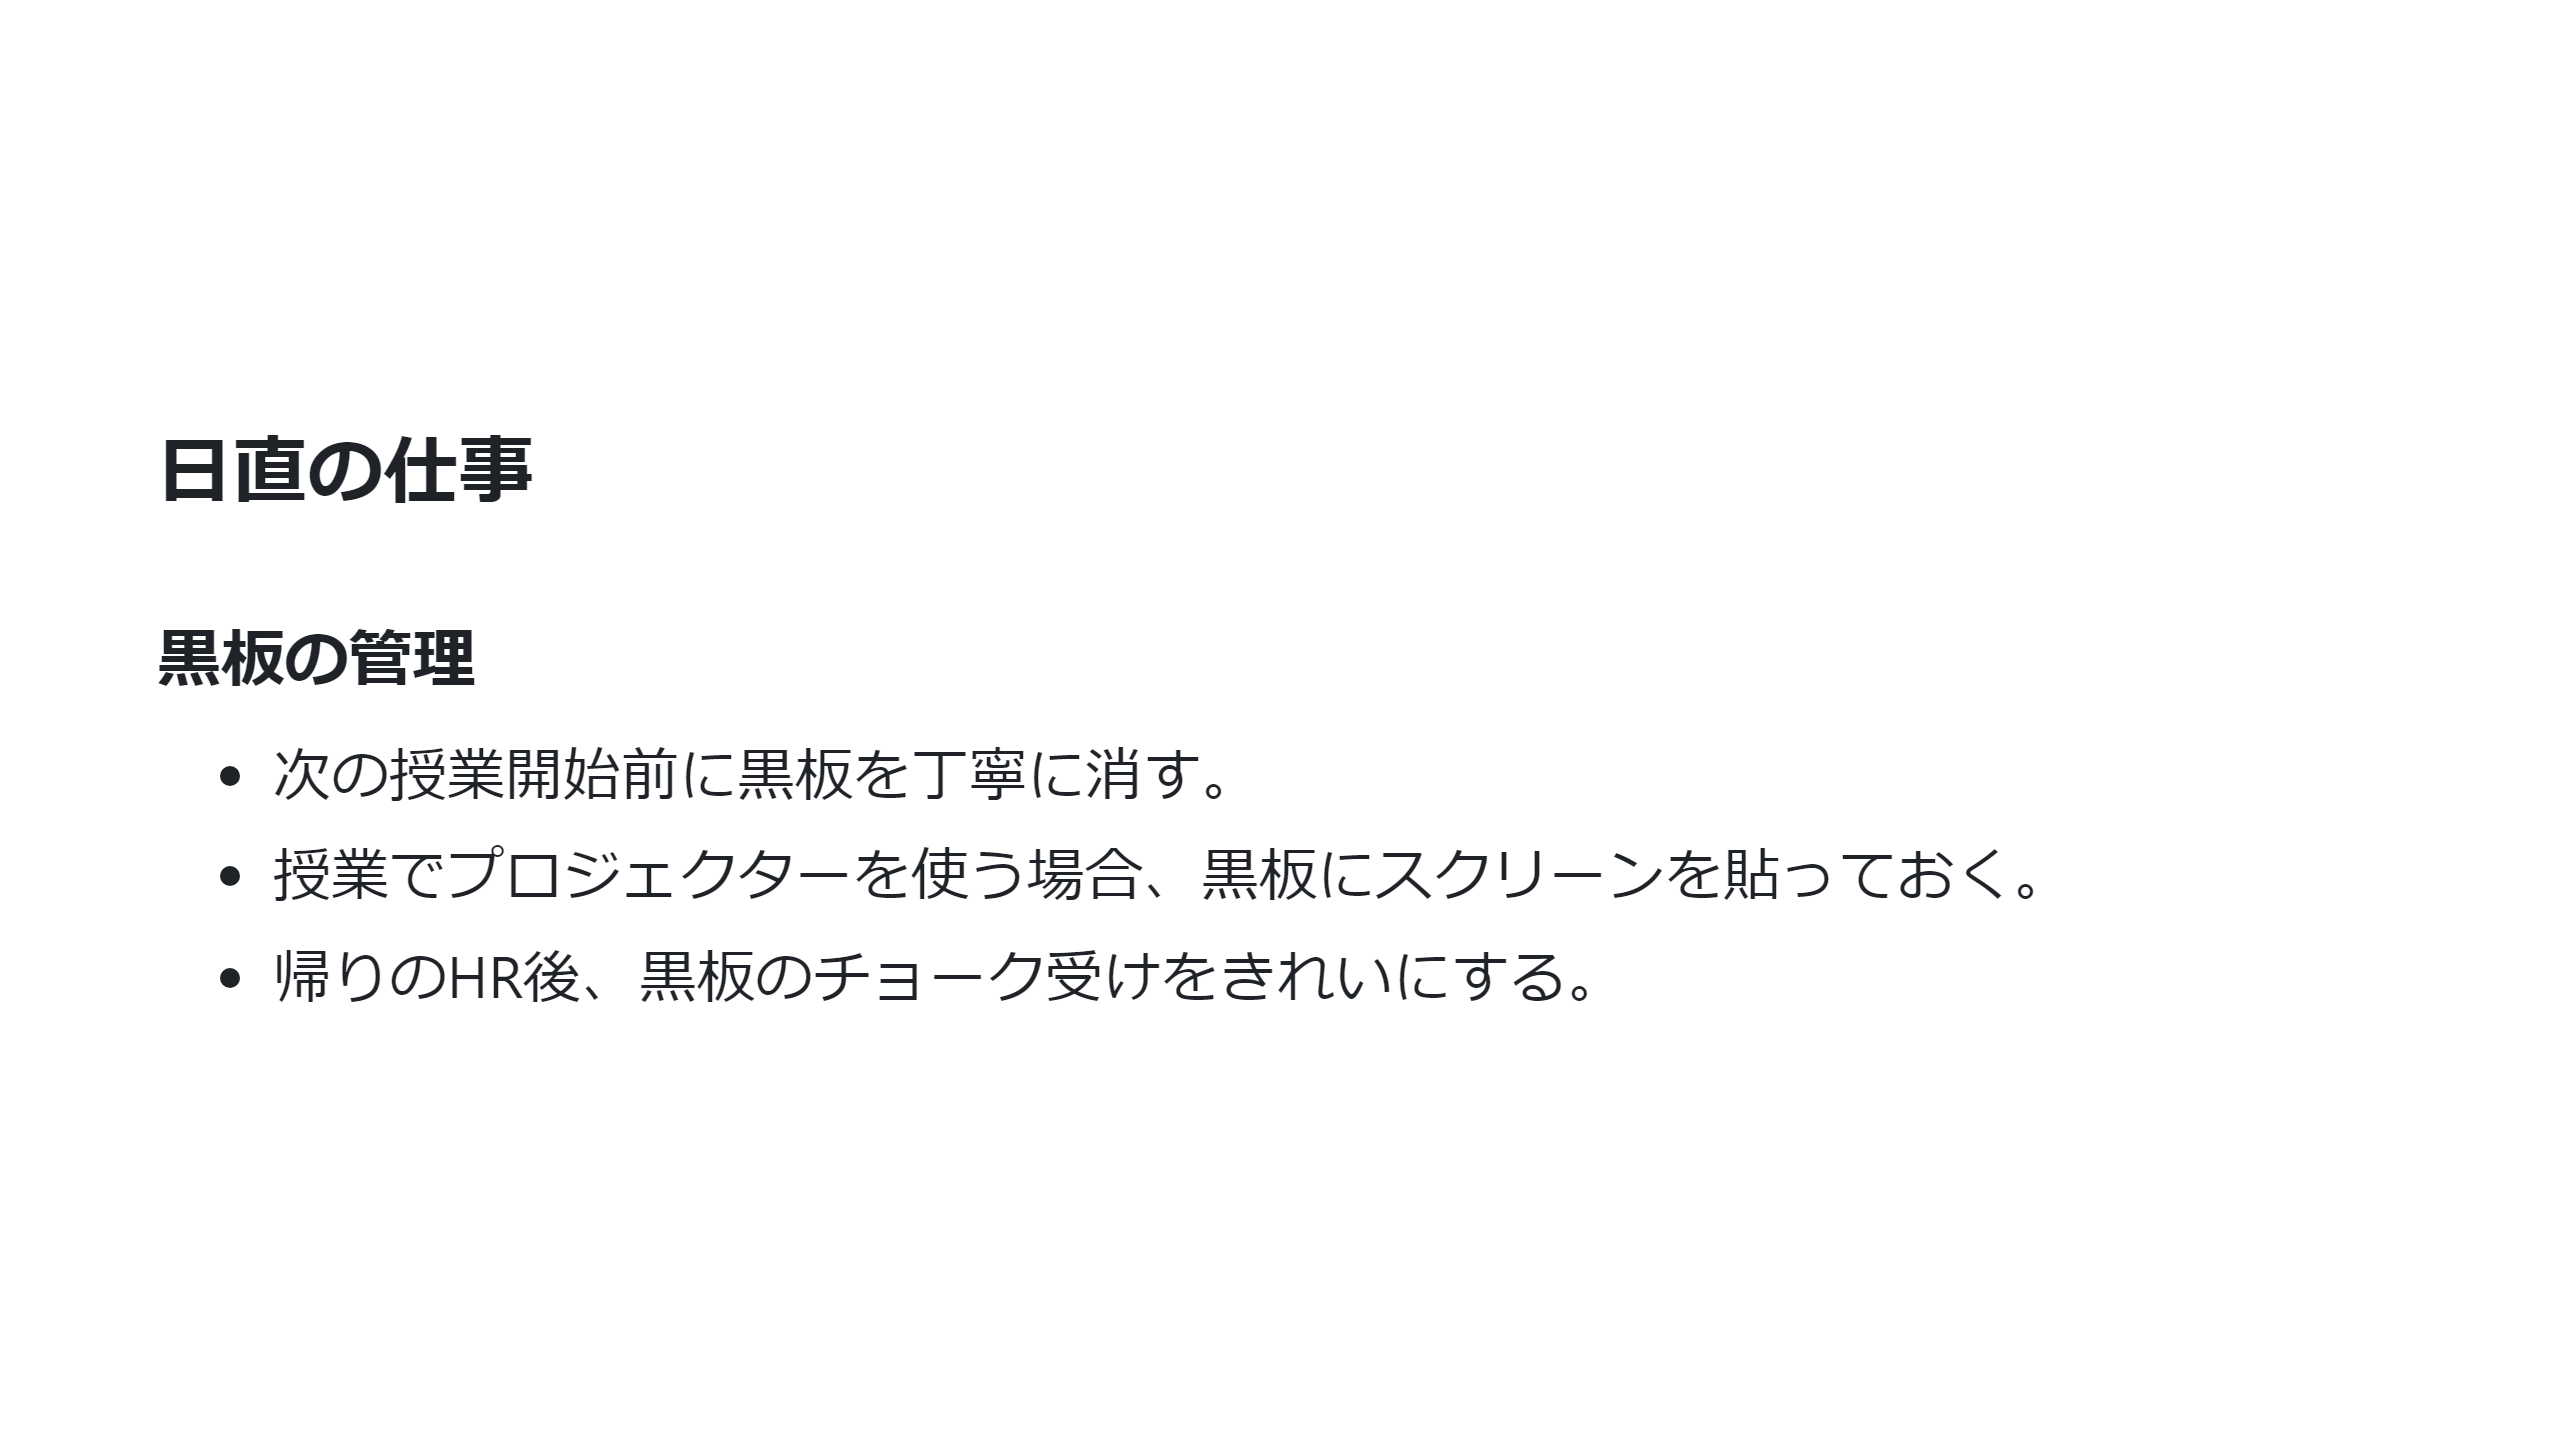 日直の仕事
黒板の管理
• 次の授業開始前に黒板を丁寧に消す。
• 授業でプロジェクターを使う場合、黒板にスクリーンを貼っておく。
• 帰りのHR後、黒板のチョーク受けをきれいにする。